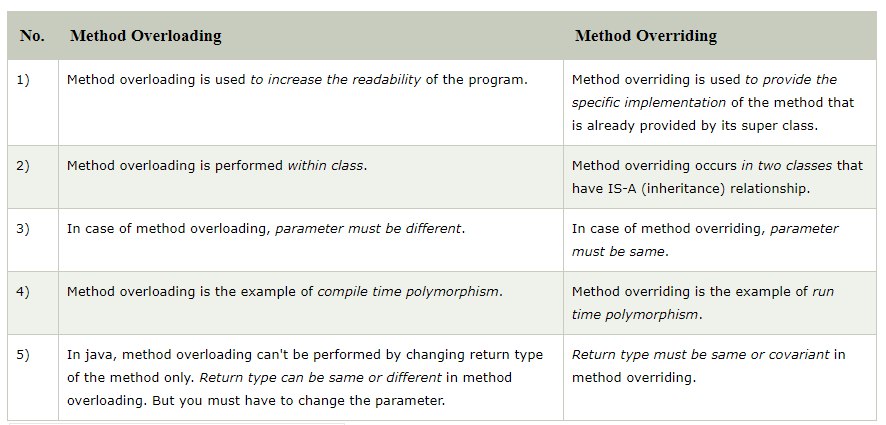 No. Method Overloading Method Overriding
1) Method overloading is used to increase the readability of the program. Method overriding is used to provide the
specific implementation of the method that
is already provided by its super class.
2) Method overloading is performed within class. Method overriding occurs in two classes that
have IS-A (inheritance) relationship.
3) In case of method overloading, parameter must be different. In case of method overriding, parameter
must be same.
4) Method overloading is the example of compile time polymorphism. Method overriding is the example of run
time polymorphism.
5) In java, method overloading can't be performed by changing return type
of the method only. Return type can be same or different in method
overloading. But you must have to change the parameter.
Return type must be same or covariant in
method overriding.